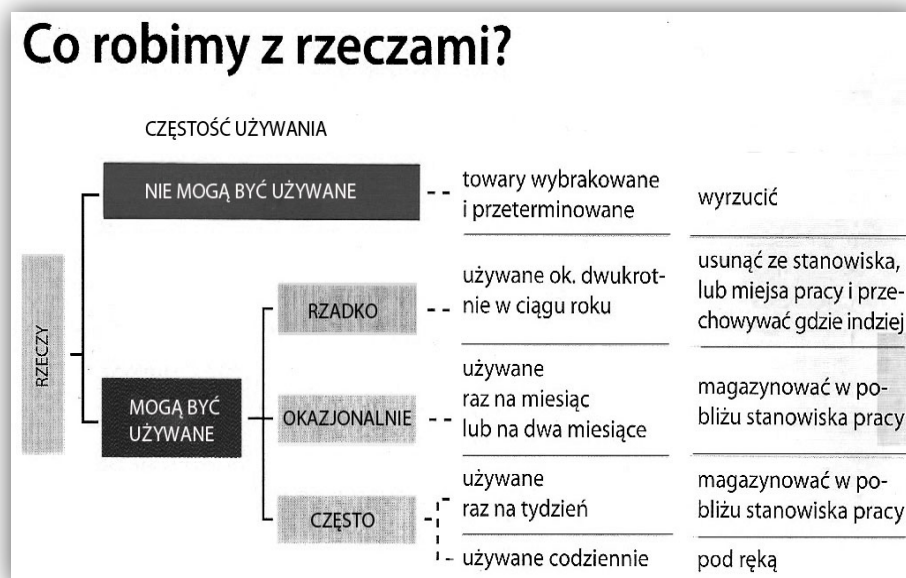 Co robimy z rzeczami?
CZĘSTOŚĆ UŻYWANIA
RZECZY
NIE MOGĄ BYĆ UŻYWANE
towary wybrakowane
i przeterminowane
wyrzucić
MOGĄ BYĆ
UŻYWANE
RZADKO
używane ok. dwukrot-
nie w ciągu roku
usunąć ze stanowiska,
lub miejsa pracy i prze-
chowywać gdzie indziej
OKAZJONALNIE
używane
raz na miesiąc
lub na dwa miesiące
magazynować w po-
bliżu stanowiska pracy
CZĘSTO
używane
raz na tydzień
magazynować w po-
bliżu stanowiska pracy
używane codziennie
pod ręką